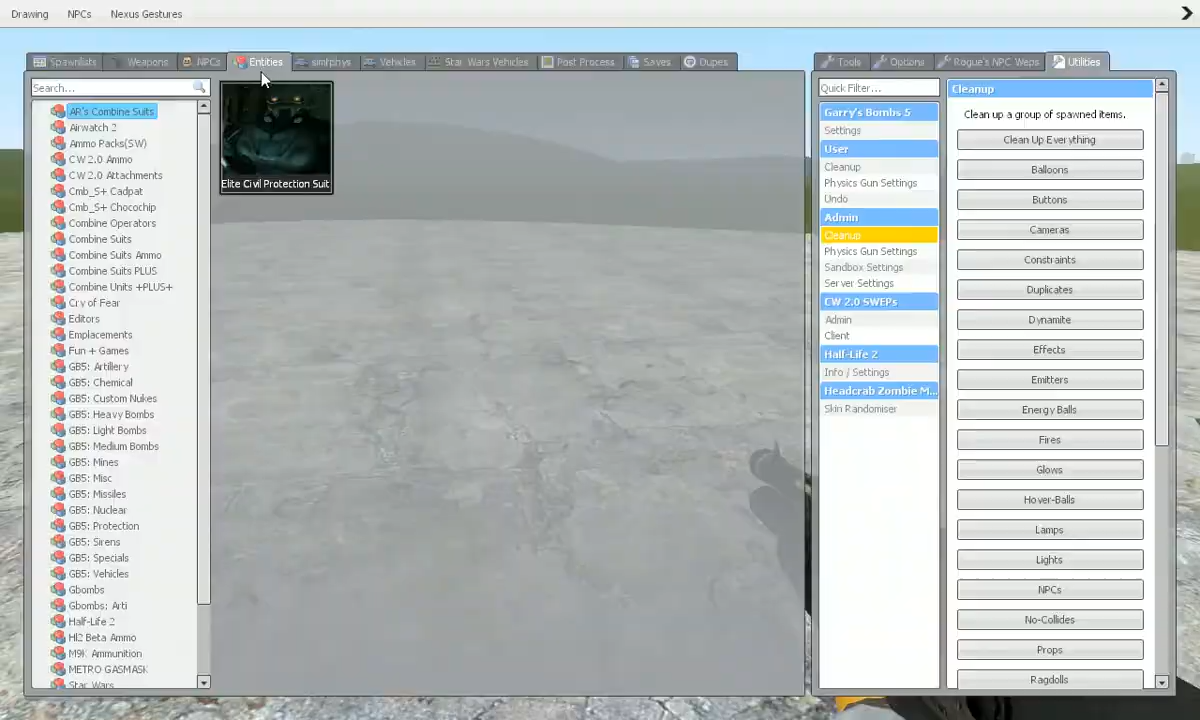 Drawing NPCs Nexus Gestures
Spawnlists Weapons NPCs Entities simfphys Vehicles Star Wars Vehicles Post Process Saves Dupes
Search...
AR's Combine Suits
Airwatch 2
Ammo Packs(SW)
CW 2.0 Ammo
CW 2.0 Attachments
Cmb_S+ Cadpat
Cmb_S+ Chocochip
Combine Operators
Combine Suits
Combine Suits Ammo
Combine Suits PLUS
Combine Units +PLUS+
Cry of Fear
Editors
Emplacements
Fun + Games
GB5: Artillery
GB5: Chemical
GB5: Custom Nukes
GB5: Heavy Bombs
GB5: Light Bombs
GB5: Medium Bombs
GB5: Mines
GB5: Misc
GB5: Missiles
GB5: Nuclear
GB5: Protection
GB5: Sirens
GB5: Specials
GB5: Vehicles
Gbombs
Gbombs: Arti
Half-Life 2
Hl2 Beta Ammo
M9K Ammunition
METRO GASMASK
Star Wars
Elite Civil Protection Suit
Tools Options Rogue's NPC Weps Utilities
Quick Filter...
Garry's Bombs 5
Settings
User
Cleanup
Physics Gun Settings
Undo
Admin
Cleanup
Physics Gun Settings
Sandbox Settings
Server Settings
CW 2.0 SWEPs
Admin
Client
Half-Life 2
Info / Settings
Headcrab Zombie M...
Skin Randomiser
Cleanup
Clean up a group of spawned items.
Clean Up Everything
Balloons
Buttons
Cameras
Constraints
Duplicates
Dynamite
Effects
Emitters
Energy Balls
Fires
Glows
Hover-Balls
Lamps
Lights
NPCs
No-Collides
Props
Ragdolls